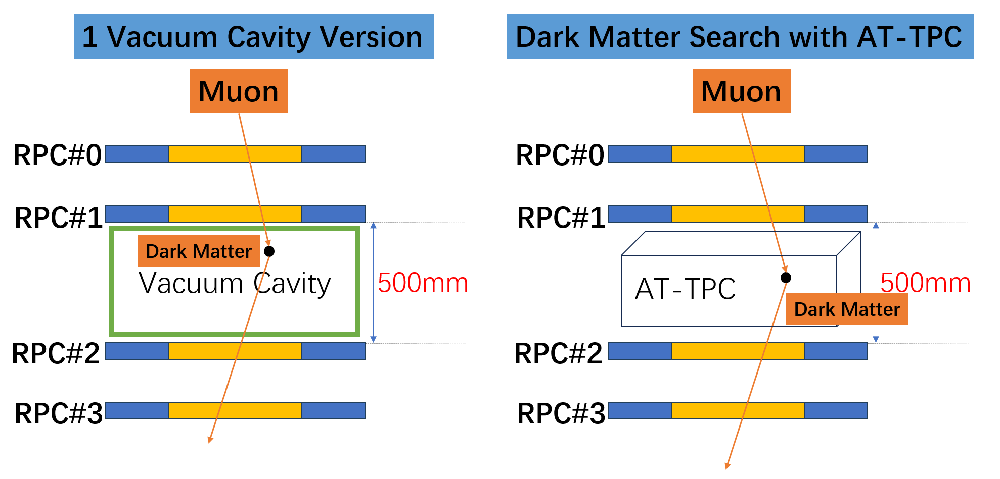 1 Vacuum Cavity Version
Muon
RPC#0
RPC#1
Dark Matter
Vacuum Cavity
500mm
RPC#2
RPC#3
Dark Matter Search with AT-TPC
Muon
RPC#0
RPC#1
AT-TPC
500mm
Dark Matter
RPC#2
RPC#3